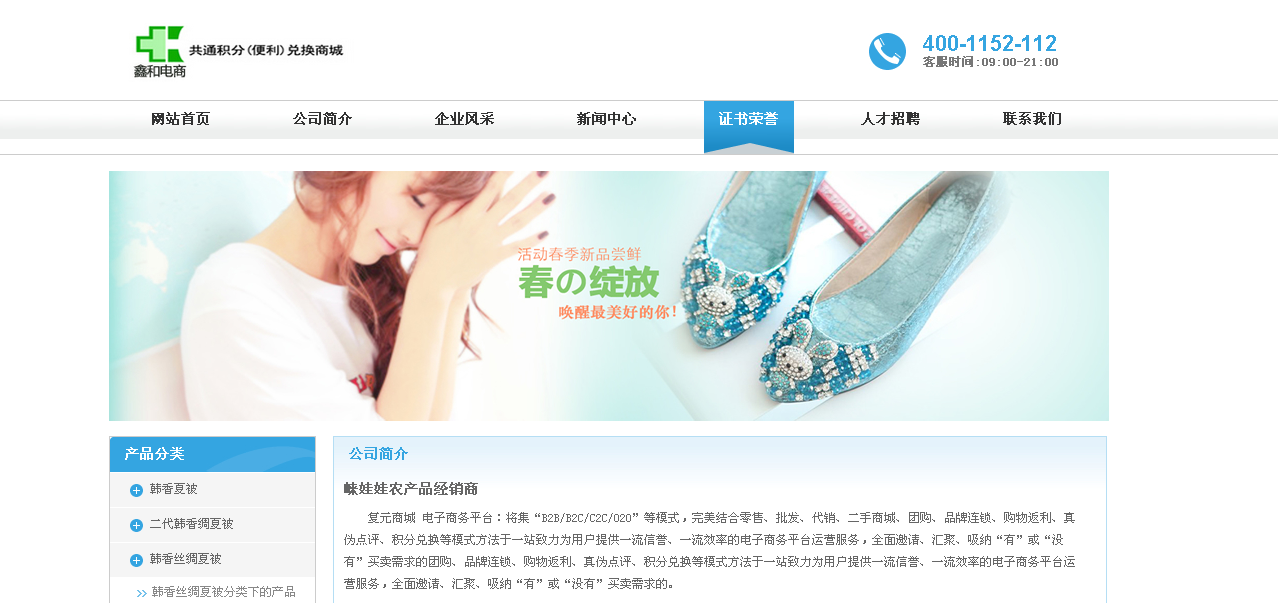 共通积分(便利)兑换商城
鑫和电商
400-1152-112
客服时间:09:00-21:00
网站首页 公司简介 企业风采 新闻中心 证书荣誉 人才招聘 联系我们
活动春季新品尝鲜
春の绽放
唤醒最美好的你!
产品分类
韩香夏被
二代韩香绸夏被
韩香丝绸夏被
韩香丝绸夏被分类下的产品
公司简介
崃娃娃农产品经销商
复元商城 电子商务平台：将集“B2B/B2C/C2C/O2O”等模式，完美结合零售、批发、代销、二手商城、团购、品牌连锁、购物返利、真
伪点评、积分兑换等模式方法于一站致力为用户提供一流信誉、一流效率的电子商务平台运营服务，全面邀请、汇聚、吸纳“有”或“没
有”买卖需求的团购、品牌连锁、购物返利、真伪点评、积分兑换等模式方法于一站致力为用户提供一流信誉、一流效率的电子商务平台运
营服务，全面邀请、汇聚、吸纳“有”或“没有”买卖需求的。